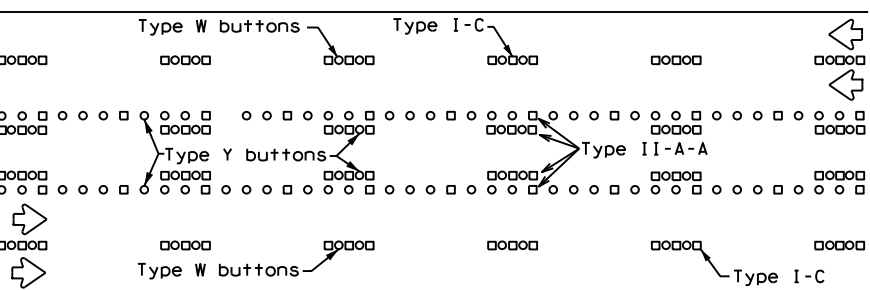 Type W buttons
Type I-C
Type Y buttons
Type II-A-A
Type W buttons
Type I-C